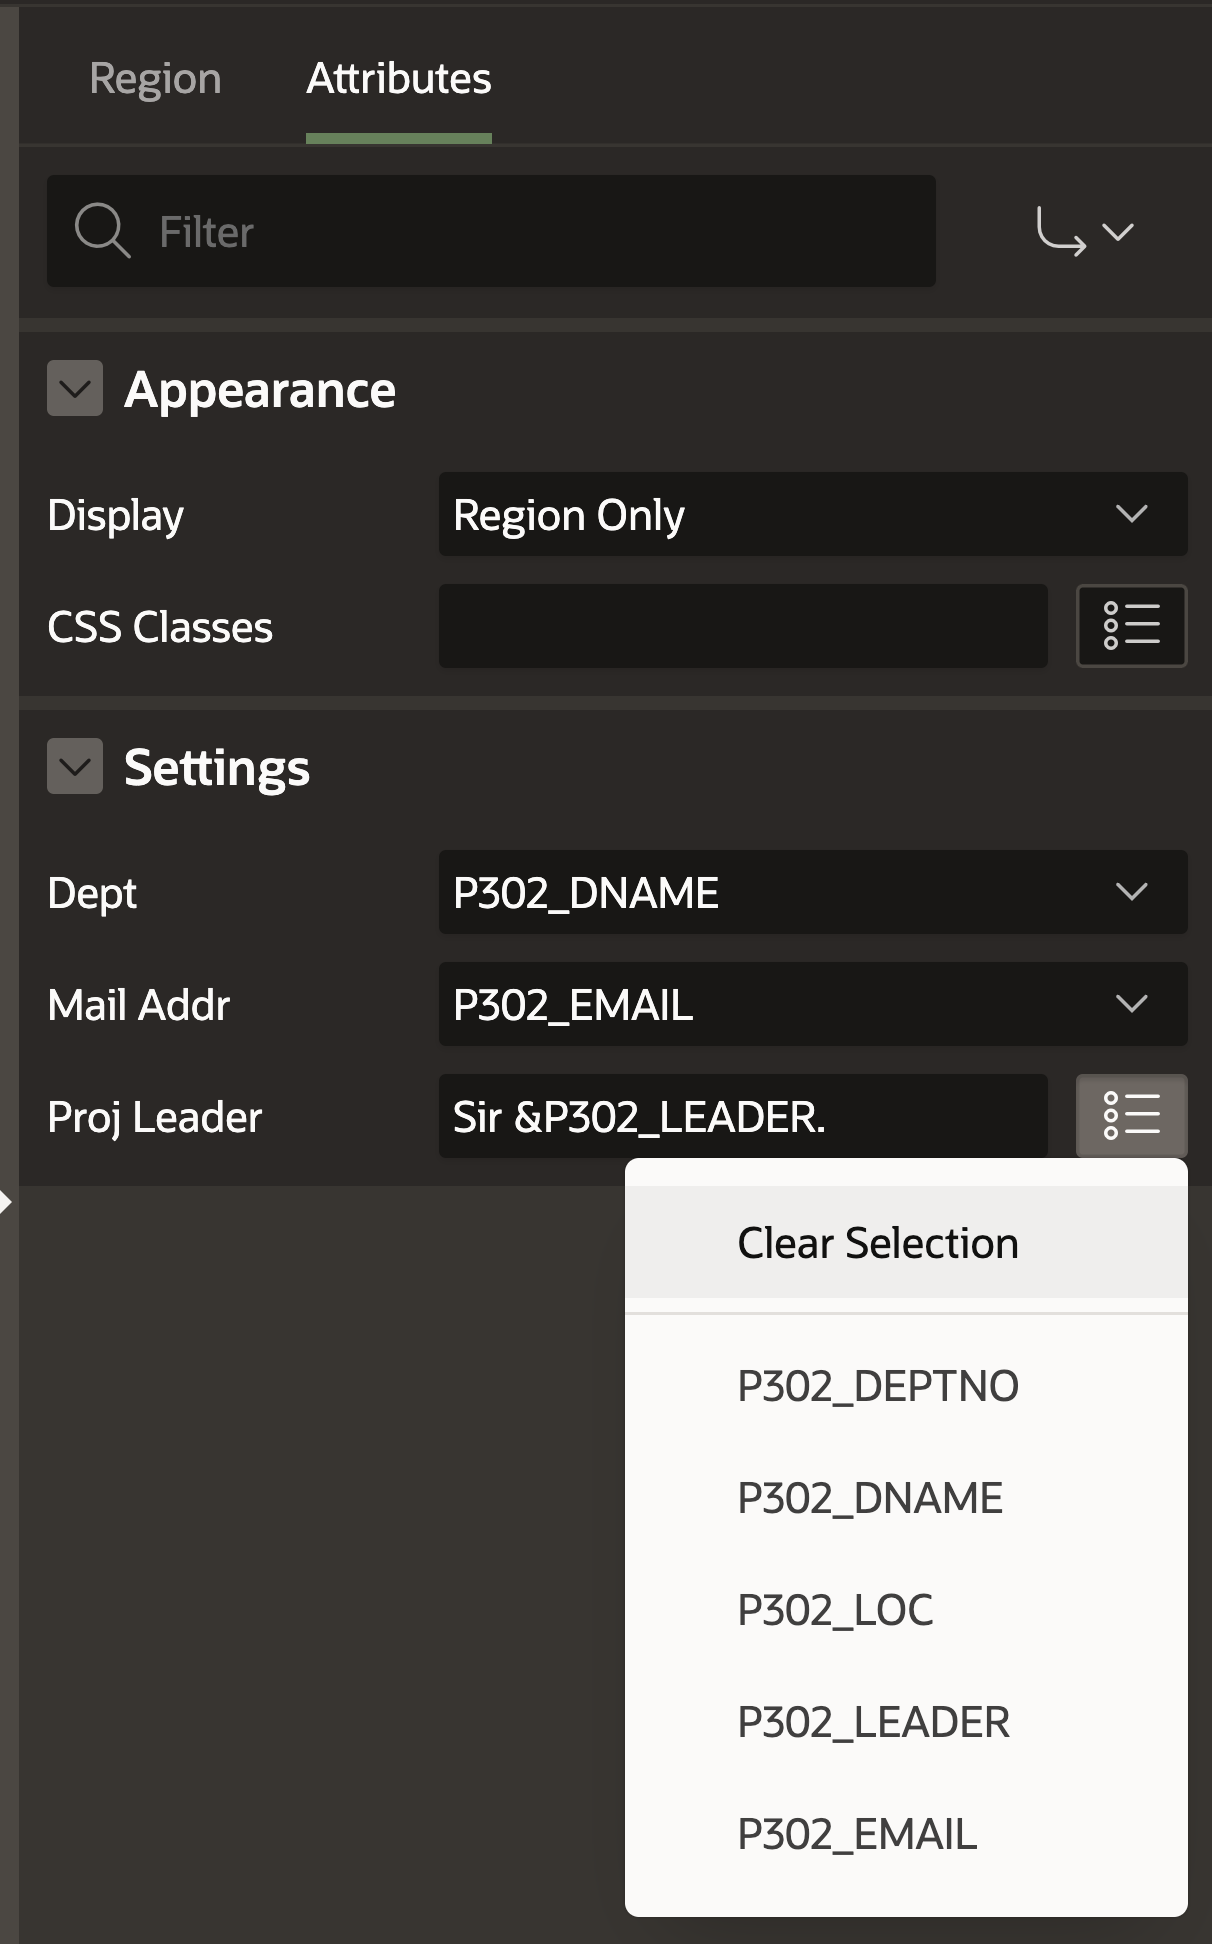 Region Attributes
Filter
Appearance
Display Region Only
CSS Classes
Settings
Dept P302_DNAME
Mail Addr P302_EMAIL
Proj Leader Sir &P302_LEADER.
Clear Selection
P302_DEPTNO
P302_DNAME
P302_LOC
P302_LEADER
P302_EMAIL